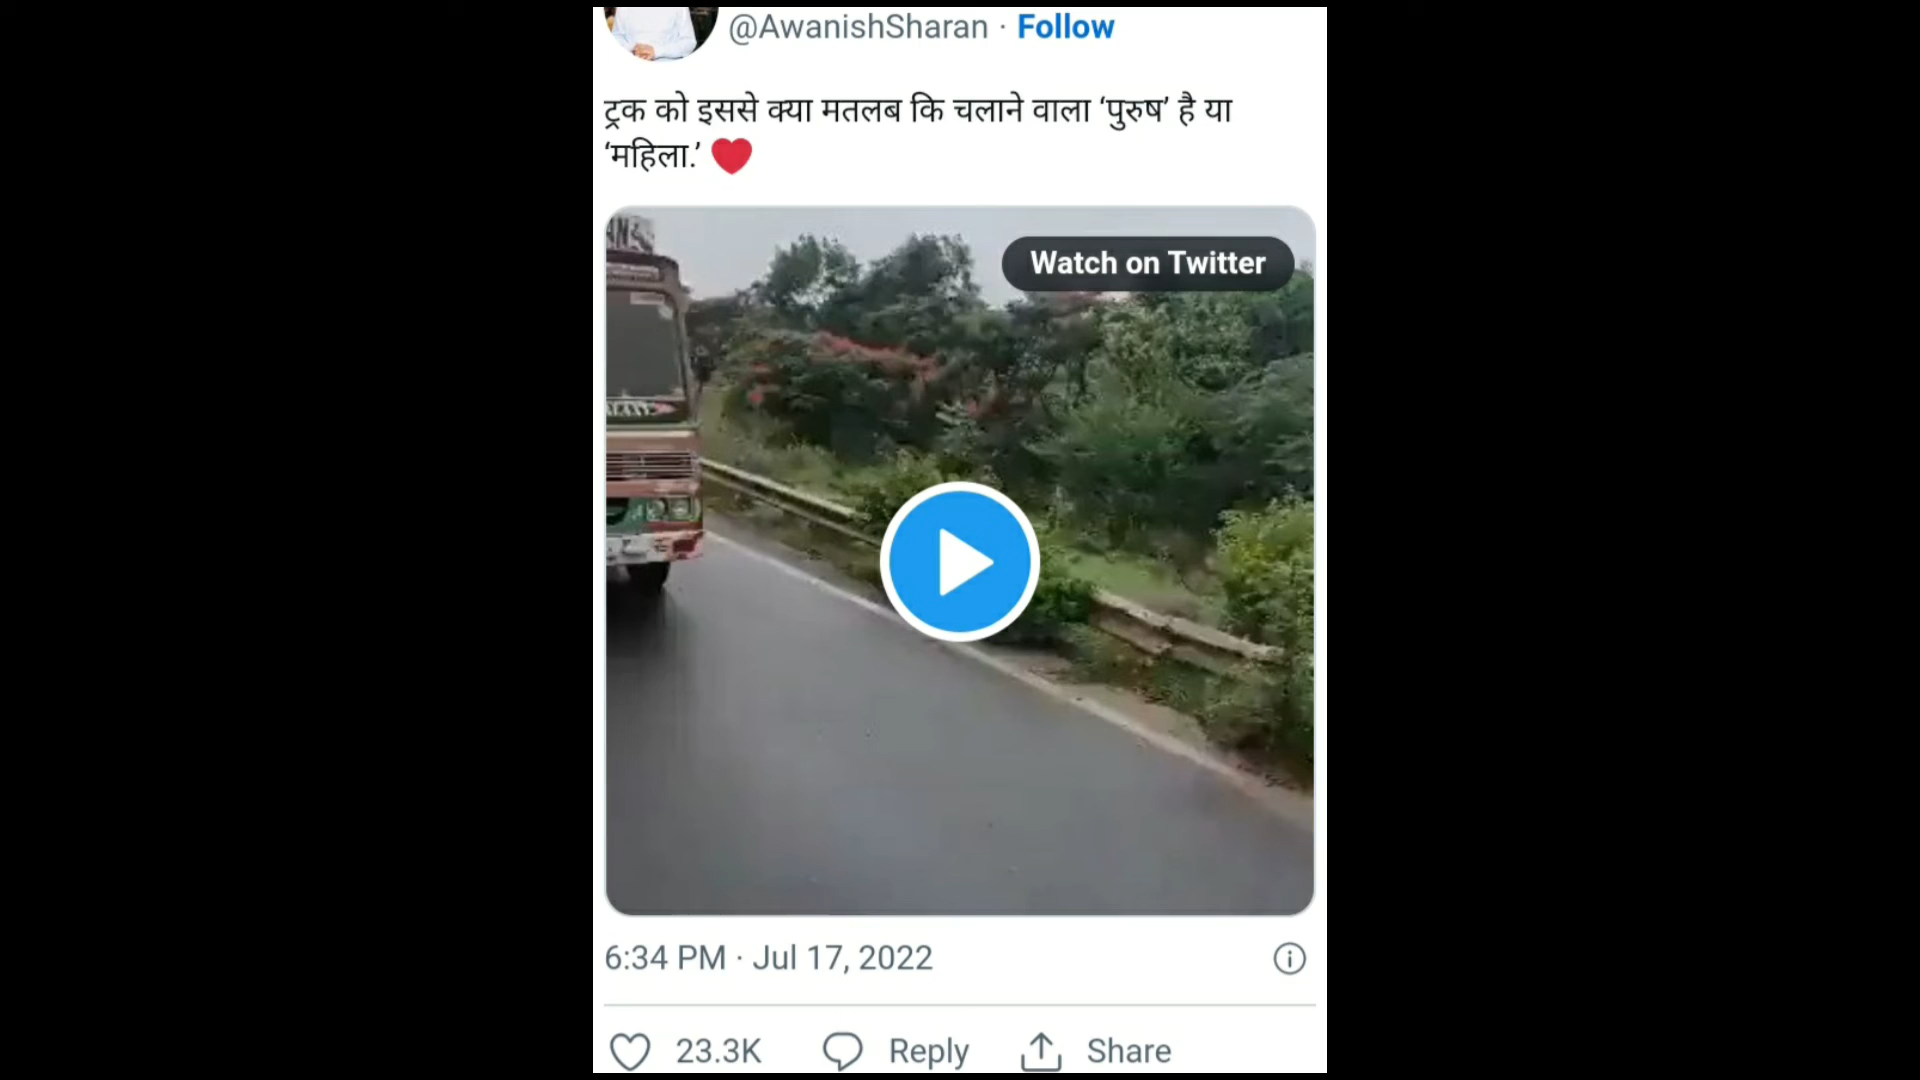 @AwanishSharan · Follow
ट्रक को इससे क्या मतलब कि चलाने वाला ‘पुरुष’ है या
‘महिला.’
Watch on Twitter
6:34 PM · Jul 17, 2022
23.3K Reply Share